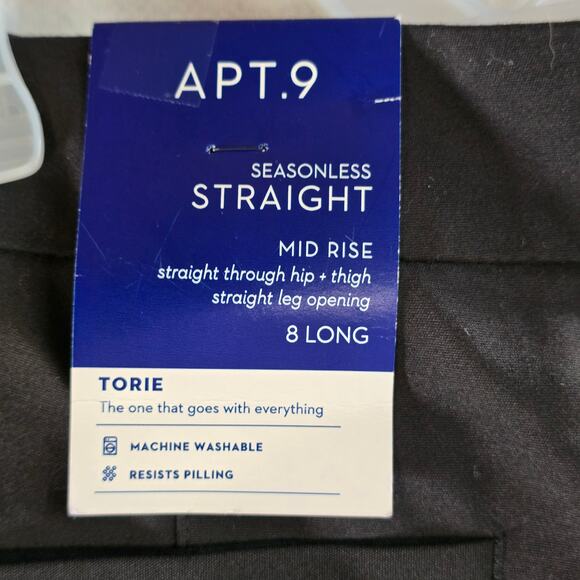 APT.9
SEASONLESS
STRAIGHT
MID RISE
straight through hip + thigh
straight leg opening
8 LONG
TORIE
The one that goes with everything
MACHINE WASHABLE
RESISTS PILLING